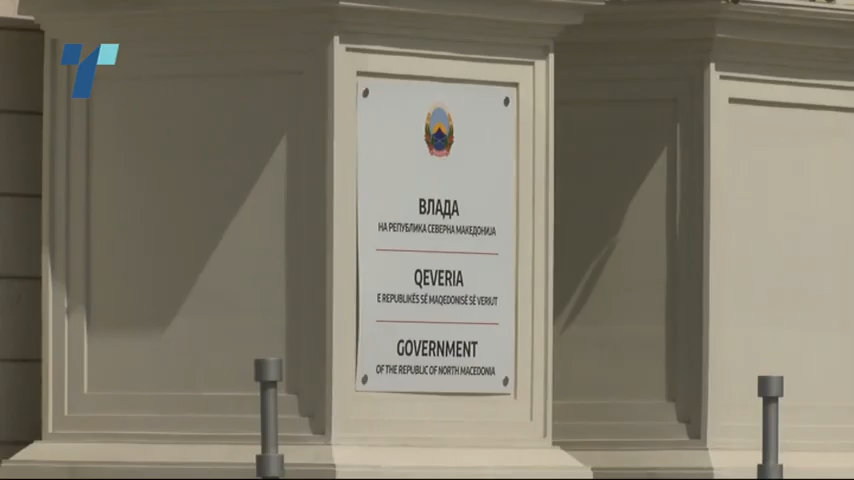 ВЛАДА
НА РЕПУБЛИКА СЕВЕРНА МАКЕДОНИЈА
QEVERIA
E REPUBLIKËS SË MAQEDONISË SË VERIUT
GOVERNMENT
OF THE REPUBLIC OF NORTH MACEDONIA